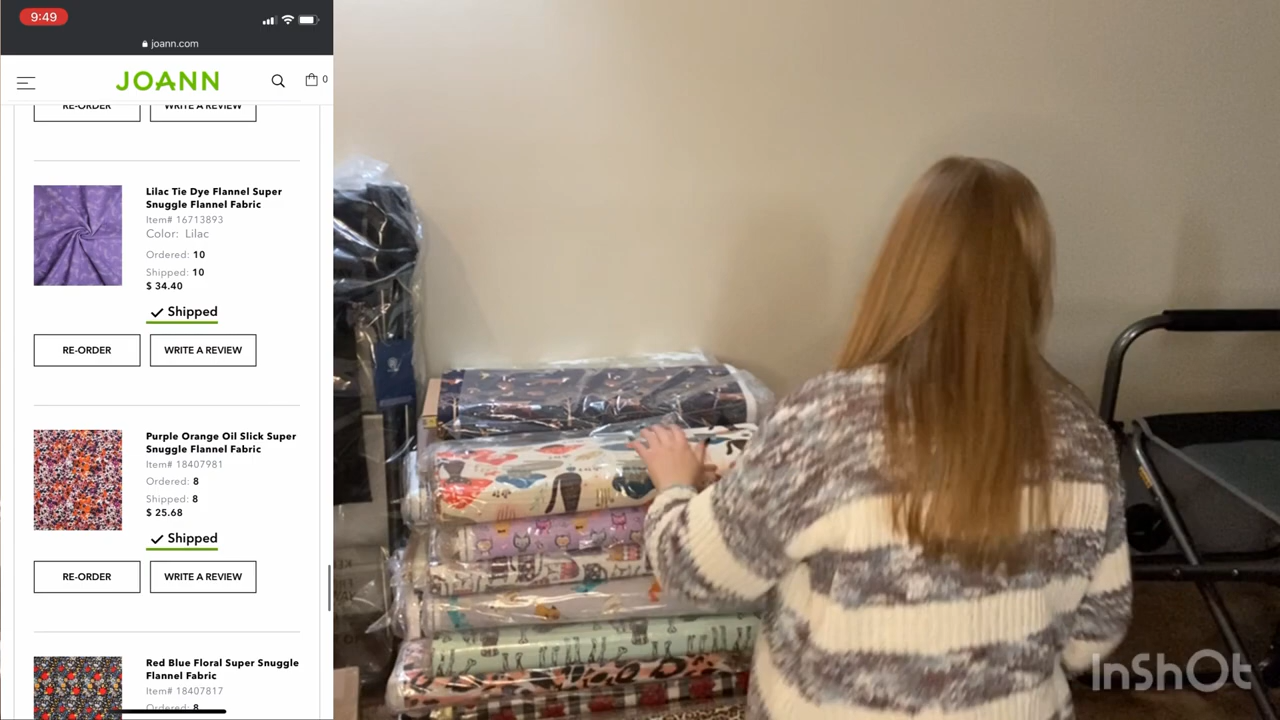 9:49
joann.com
JOANN
0
RE-ORDER
WRITE A REVIEW
Lilac Tie Dye Flannel Super
Snuggle Flannel Fabric
Item# 16713893
Color: Lilac
Ordered: 10
Shipped: 10
$ 34.40
Shipped
RE-ORDER
WRITE A REVIEW
Purple Orange Oil Slick Super
Snuggle Flannel Fabric
Item# 18407981
Ordered: 8
Shipped: 8
$ 25.68
Shipped
RE-ORDER
WRITE A REVIEW
Red Blue Floral Super Snuggle
Flannel Fabric
Item# 18407817
Ordered: 8
InShOt